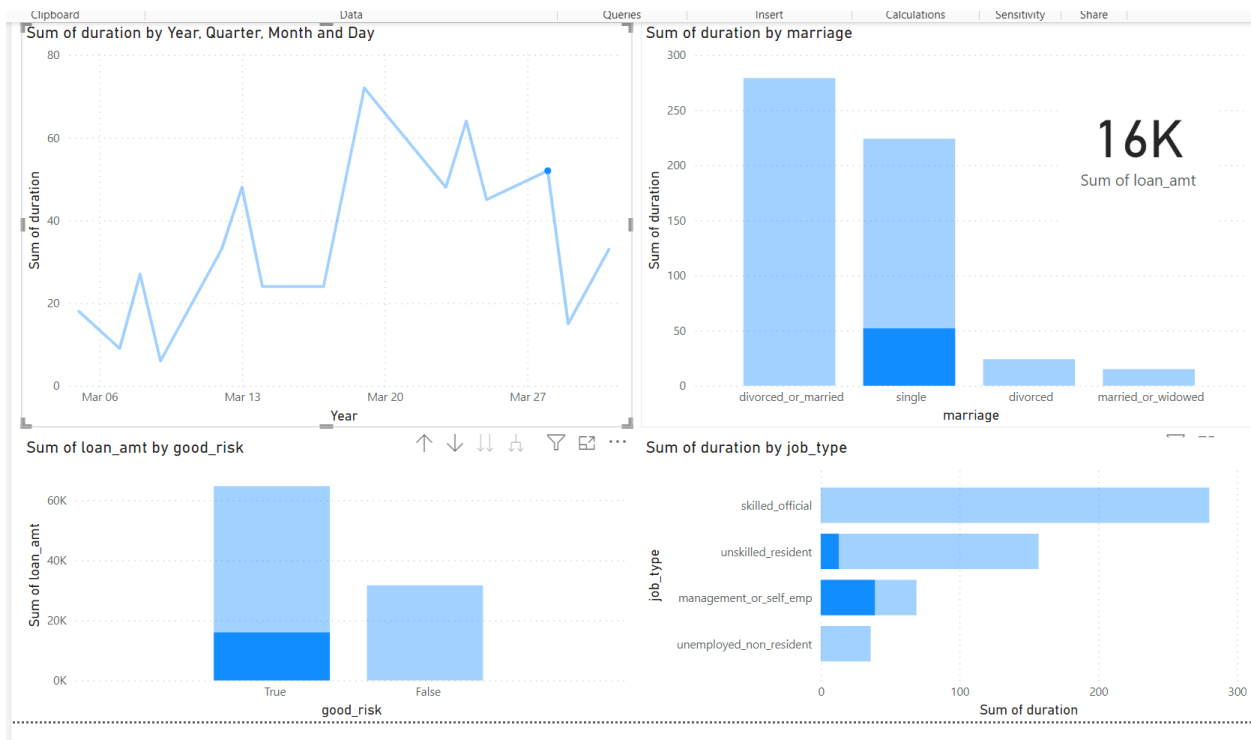 Clipboard
Data
Queries
Insert
Calculations
Sensitivity
Share
Sum of duration by Year, Quarter, Month and Day
80
60
40
20
0
Sum of duration
Mar 06
Mar 13
Mar 20
Mar 27
Year
Sum of duration by marriage
300
250
200
150
100
50
0
Sum of duration
divorced_or_married
single
divorced
married_or_widowed
marriage
16K
Sum of loan_amt
Sum of loan_amt by good_risk
60K
40K
20K
0K
Sum of loan_amt
True
False
good_risk
Sum of duration by job_type
job_type
skilled_official
unskilled_resident
management_or_self_emp
unemployed_non_resident
0
100
200
300
Sum of duration